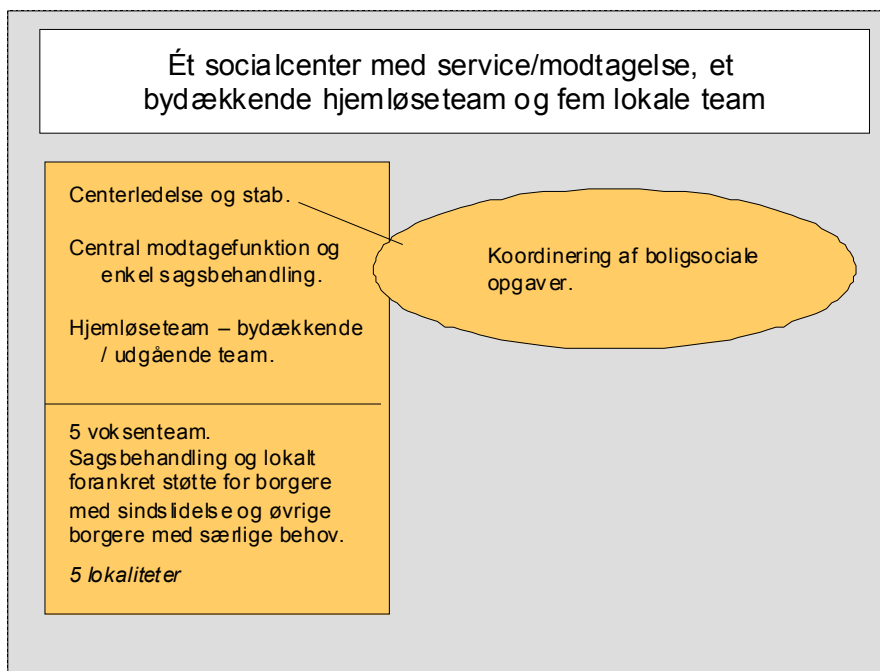 Ét socialcenter med service/modtagelse, et
bydækkende hjemløseteam og fem lokale team
Centerledelse og stab.
Central modtagefunktion og
enkel sagsbehandling.
Hjemløseteam – bydækkende
/ udgående team.
5 voksenteam.
Sagsbehandling og lokalt
forankret støtte for borgere
med sindslidelse og øvrige
borgere med særlige behov.
5 lokaliteter
Koordinering af boligsociale
opgaver.